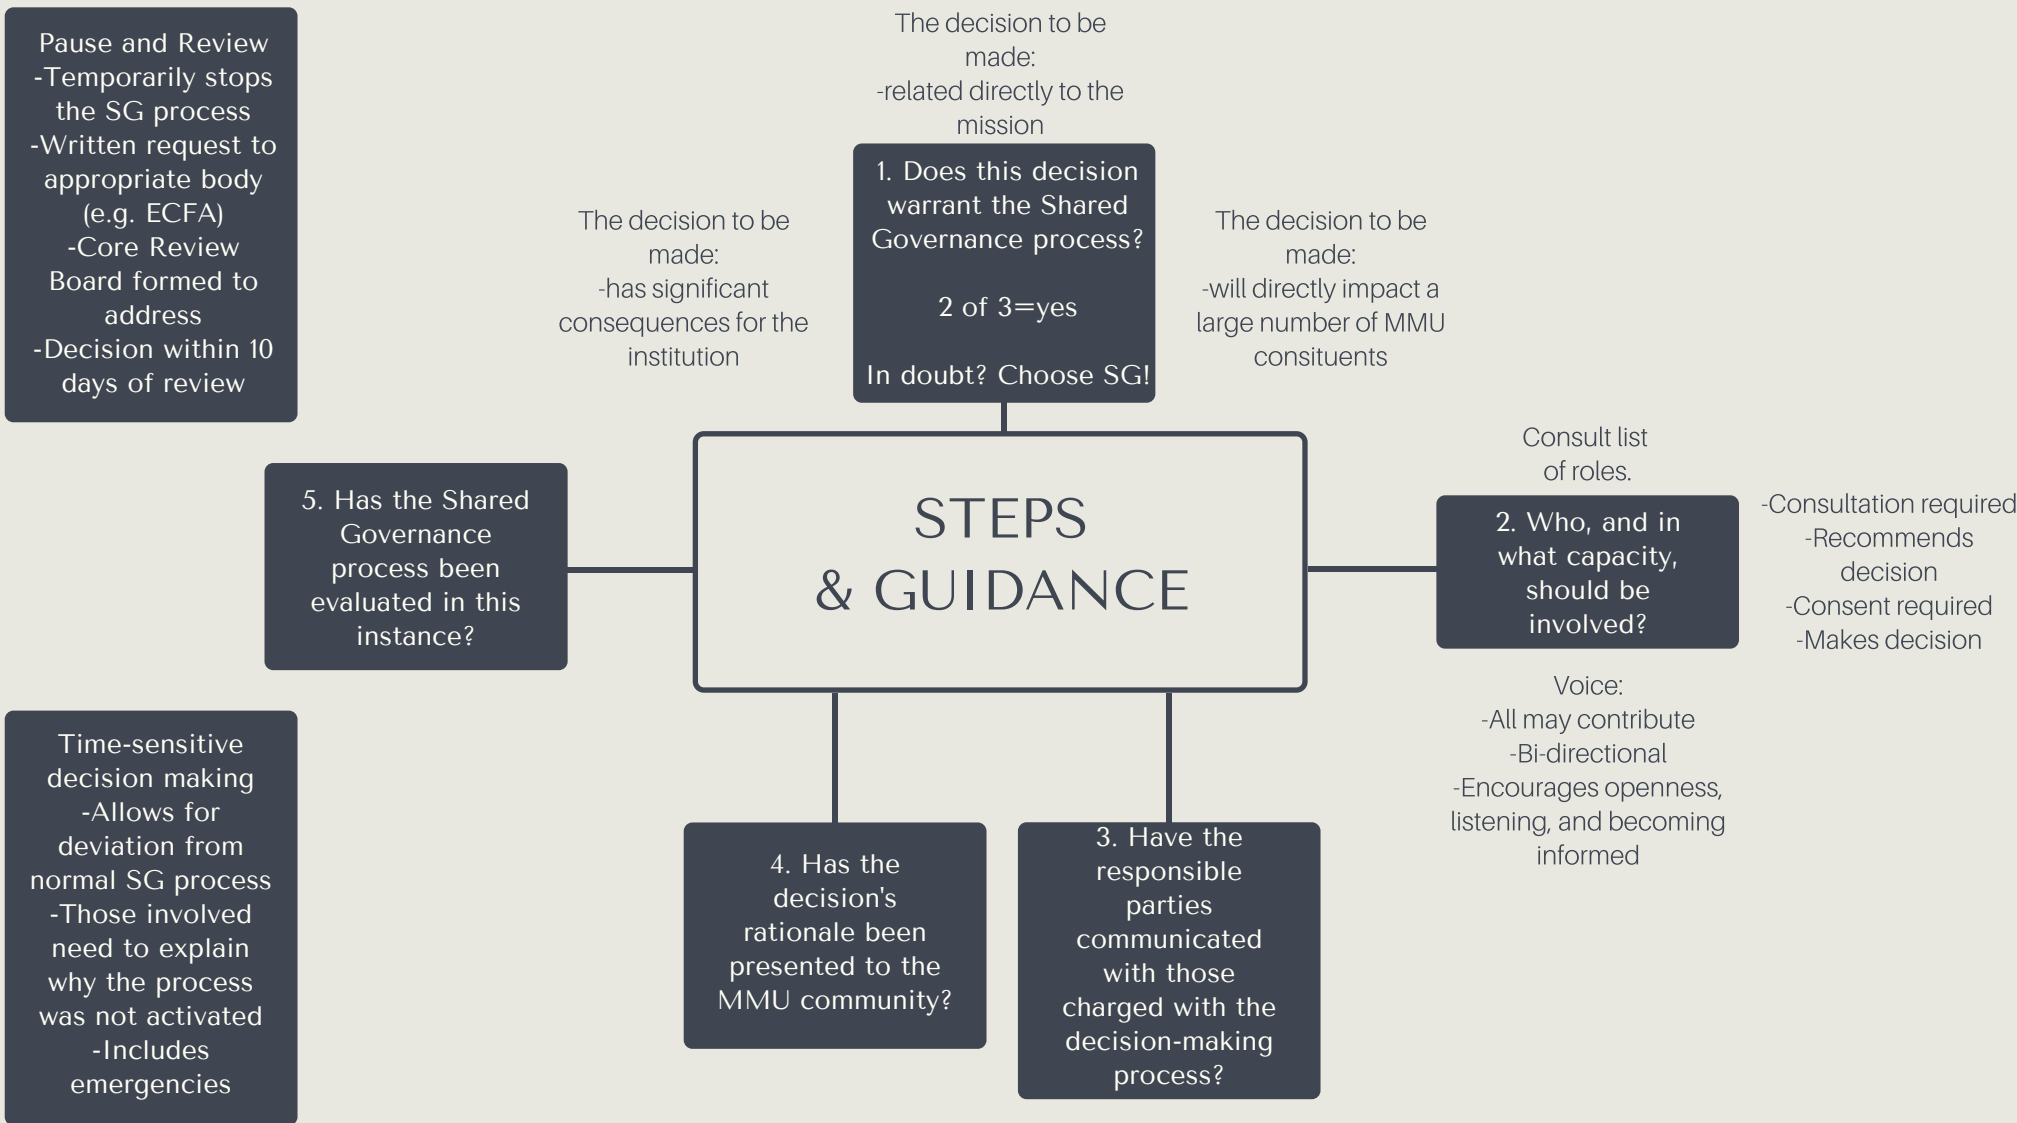 Pause and Review
-Temporarily stops
the SG process
-Written request to
appropriate body
(e.g. ECFA)
-Core Review
Board formed to
address
-Decision within 10
days of review
The decision to be
made:
-related directly to the
mission
The decision to be
made:
-has significant
consequences for the
institution
1. Does this decision
warrant the Shared
Governance process?
2 of 3=yes
In doubt? Choose SG!
The decision to be
made:
-will directly impact a
large number of MMU
consituents
STEPS
& GUIDANCE
Consult list
of roles.
2. Who, and in
what capacity,
should be
involved?
-Consultation required
-Recommends
decision
-Consent required
-Makes decision
Voice:
-All may contribute
-Bi-directional
-Encourages openness,
listening, and becoming
informed
3. Have the
responsible
parties
communicated
with those
charged with the
decision-making
process?
4. Has the
decision's
rationale been
presented to the
MMU community?
5. Has the Shared
Governance
process been
evaluated in this
instance?
Time-sensitive
decision making
-Allows for
deviation from
normal SG process
-Those involved
need to explain
why the process
was not activated
-Includes
emergencies